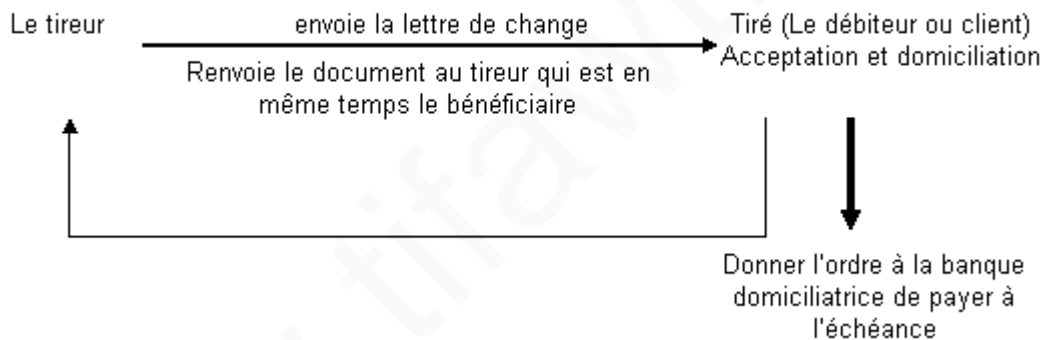 Le tireur
envoie la lettre de change
Tiré (Le débiteur ou client)
Acceptation et domiciliation
Renvoie le document au tireur qui est en
même temps le bénéficiaire
Donner l'ordre à la banque
domiciliatrice de payer à
l'échéance
tifaw